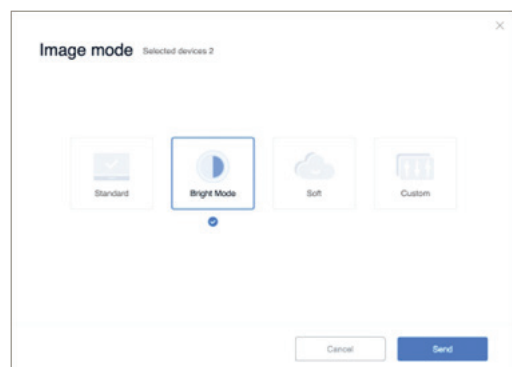 Image mode Selected devices 2
Standard Bright Mode Soft Custom
Cancel Send